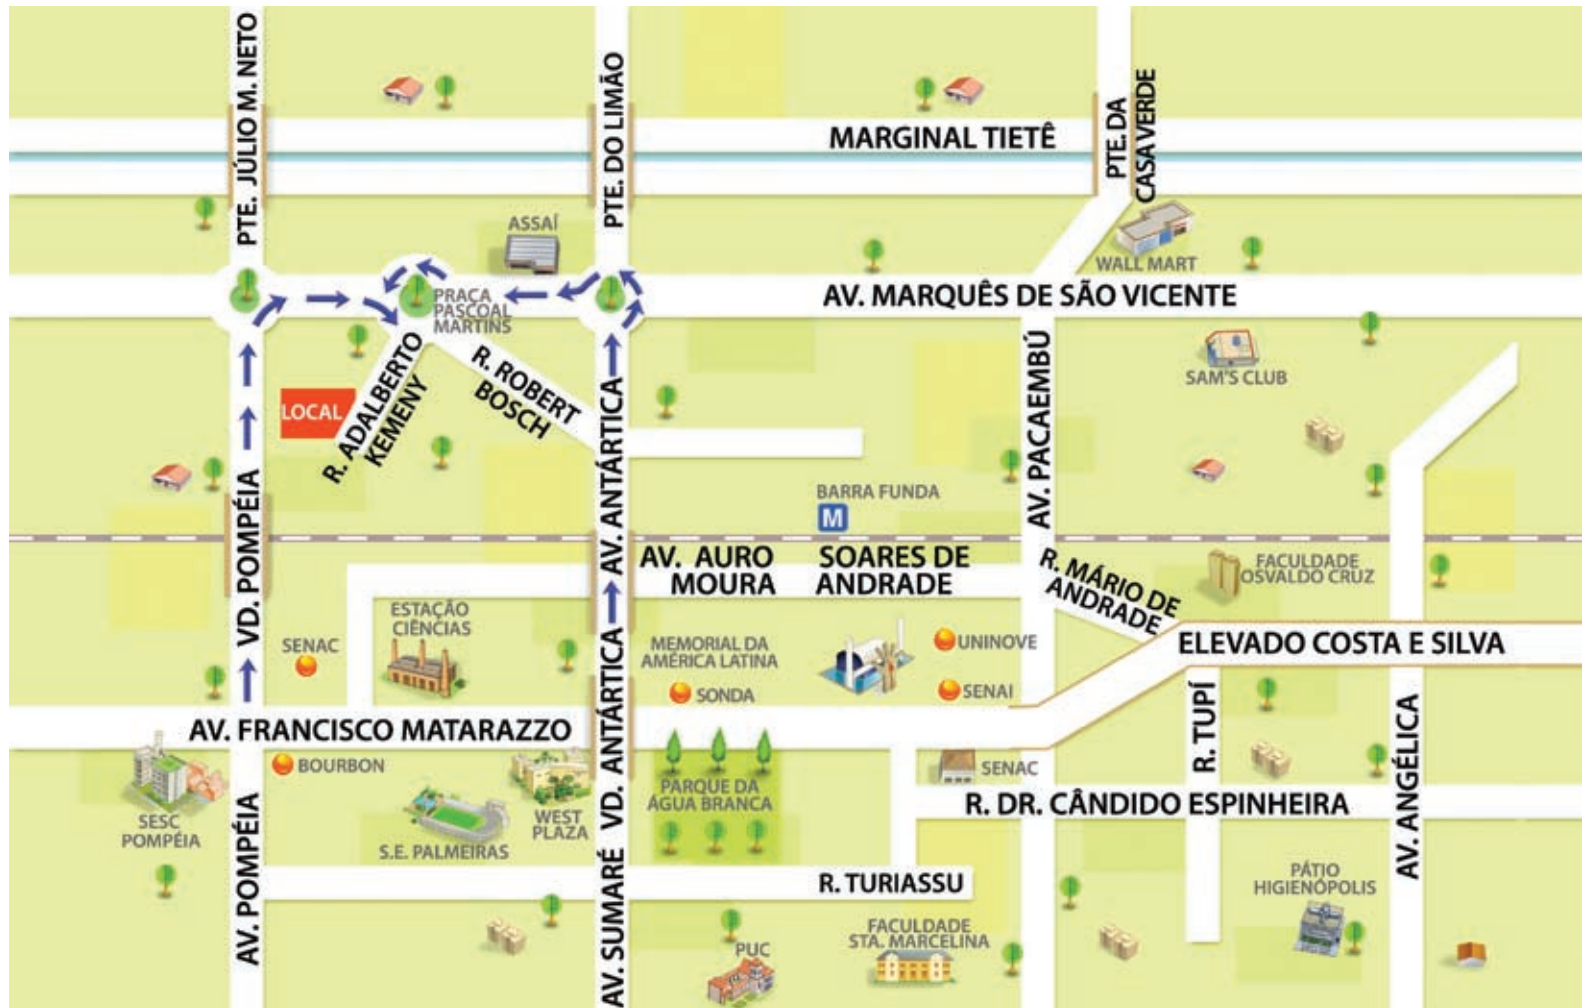 PTE. JÚLIO M. NETO
PTE. DO LIMÃO
MARGINAL TIETÊ
PTE. DA
CASA VERDE
ASSAÍ
WALL MART
PRAÇA
PASCOAL
MARTINS
AV. MARQUÊS DE SÃO VICENTE
R. ADALBERTO
KEMENY
R. ROBERT
BOSCH
LOCAL
SAM'S CLUB
VD. POMPÉIA
AV. ANTÁRTICA
AV. PACAEMBÚ
BARRA FUNDA
M
AV. AURO
MOURA
SOARES DE
ANDRADE
R. MÁRIO DE
ANDRADE
FACULDADE
OSVALDO CRUZ
ESTAÇÃO
CIÊNCIAS
SENAC
MEMORIAL DA
AMÉRICA LATINA
SONDA
UNINOVE
SENAI
ELEVADO COSTA E SILVA
AV. FRANCISCO MATARAZZO
VD. ANTÁRTICA
R. TUPÍ
AV. ANGÉLICA
BOURBON
SENAC
SESC
POMPÉIA
WEST
PLAZA
S.E. PALMEIRAS
PARQUE DA
ÁGUA BRANCA
R. DR. CÂNDIDO ESPINHEIRA
AV. POMPÉIA
AV. SUMARÉ
R. TURIASSU
PÁTIO
HIGIENÓPOLIS
PUC
FACULDADE
STA. MARCELINA